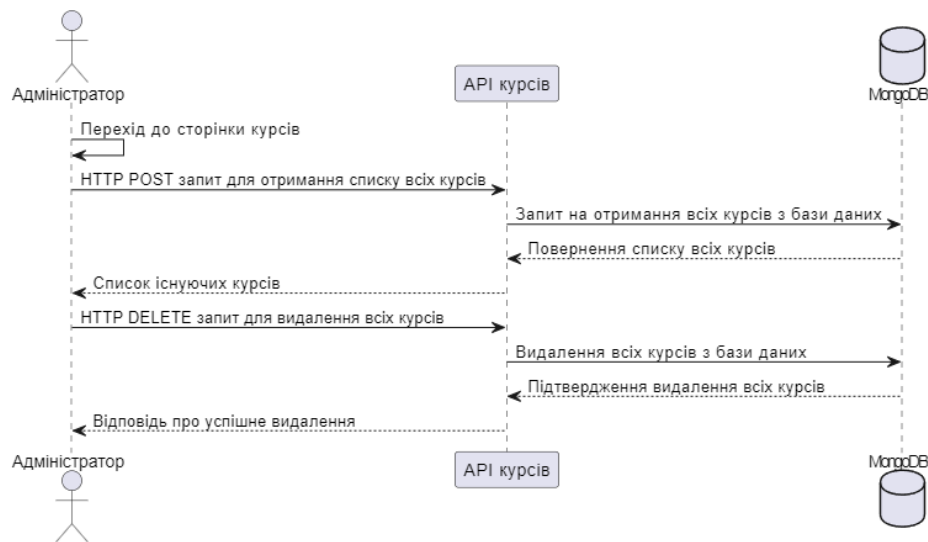 Адміністратор
API курсів
MongoDB
Перехід до сторінки курсів
HTTP POST запит для отримання списку всіх курсів
Запит на отримання всіх курсів з бази даних
Повернення списку всіх курсів
Список існуючих курсів
HTTP DELETE запит для видалення всіх курсів
Видалення всіх курсів з бази даних
Підтвердження видалення всіх курсів
Відповідь про успішне видалення
Адміністратор
API курсів
MongoDB